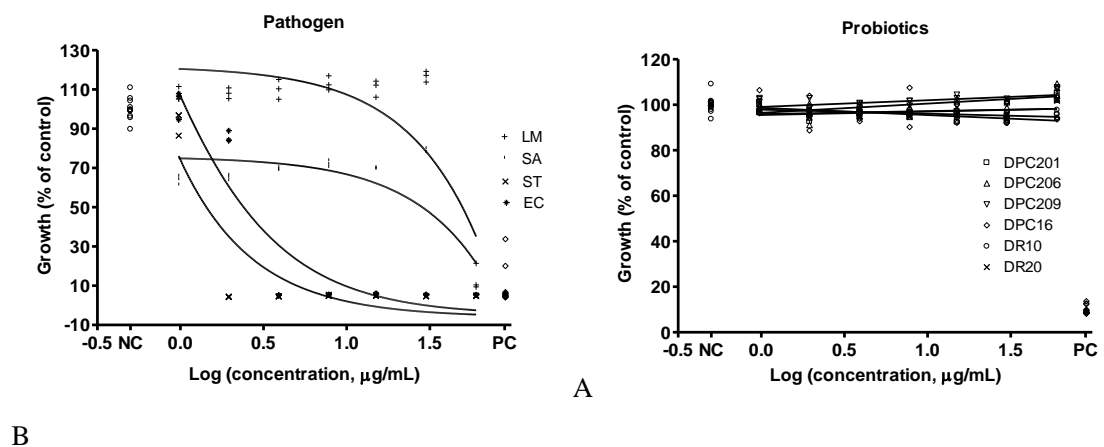 B
Pathogen
Growth (% of control)
130
110
90
70
50
30
10
-10
-0.5 NC 0.0 0.5 1.0 1.5 PC
Log (concentration, μg/mL)
LM
SA
ST
EC
A
Probiotics
Growth (% of control)
120
100
80
60
40
20
0
-0.5 NC 0.0 0.5 1.0 1.5 PC
Log (concentration, μg/mL)
DPC201
DPC206
DPC209
DPC16
DR10
DR20
B